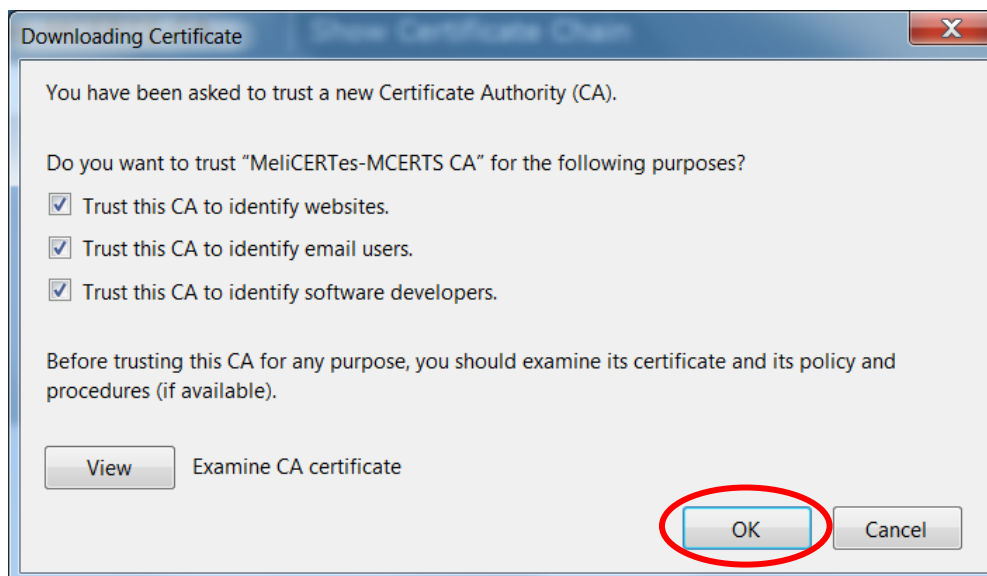 Downloading Certificate
Show Certificate Chain
You have been asked to trust a new Certificate Authority (CA).
Do you want to trust “MeliCERTes-MCERTS CA” for the following purposes?
Trust this CA to identify websites.
Trust this CA to identify email users.
Trust this CA to identify software developers.
Before trusting this CA for any purpose, you should examine its certificate and its policy and
procedures (if available).
View Examine CA certificate
OK Cancel